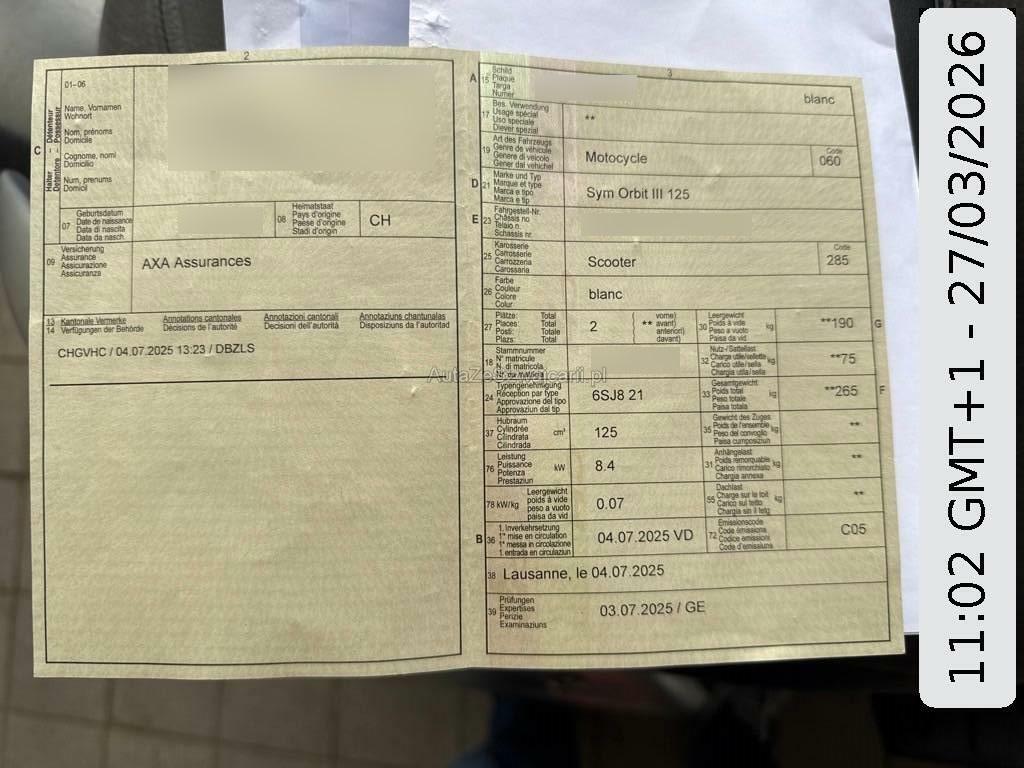 2
01-06
Name, Vornamen
Wohnort
Nom, prénoms
Domicile
Cognome, nomi
Domicilio
Num, prenums
Domicil
C
Halter – Détenteur
Detentore – Possessur
07
Geburtsdatum
Date de naissance
Data di nascita
Data da nasch.
08
Heimatstaat
Pays d'origine
Paese d'origine
Stadi d'origin
CH
09
Versicherung
Assurance
Assicurazione
Assicuranza
AXA Assurances
13 Kantonale Vermerke Annotations cantonales Annotazioni cantonali Annotaziuns chantunalas
14 Verfügungen der Behörde Décisions de l'autorité Decisioni dell'autorità Disposiziuns da l'autoritad
CHGVHC / 04.07.2025 13:23 / DBZLS
3
A 15
Schild
Plaque
Targa
Numer
blanc
17
Bes. Verwendung
Usage spécial
Uso speciale
Diever spezial
**
19
Art des Fahrzeugs
Genre de véhicule
Genere di veicolo
Gener dal vehichel
Motocycle
Code
060
D 21
Marke und Typ
Marque et type
Marca e tipo
Marca e tip
Sym Orbit III 125
E 23
Fahrgestell-Nr.
Châssis no
Telaio n.
Schassis nr.
25
Karosserie
Carrosserie
Carrozzeria
Carossaria
Scooter
Code
285
26
Farbe
Couleur
Colore
Colur
blanc
27
Plätze: Total
Places: Total
Posti: Totale
Plazs: Total
2
( vorne)
** avant)
anteriori)
davant)
30
Leergewicht
Poids à vide
Peso a vuoto
Paisa da vid
kg
**190
G
18
Stammnummer
N° matricule
N. di matricola
Nr. da matricla
32
Nutz-/Sattellast
Charge utile/sellette
Carico utile/sella
Chargia utila/sella
kg
**75
24
Typengenehmigung
Réception par type
Approvazione del tipo
Approvaziun dal tip
6SJ8 21
33
Gesamtgewicht
Poids total
Peso totale
Paisa totala
kg
**265
F
37
Hubraum
Cylindrée
Cilindrata
Cilindrada
cm³
125
35
Gewicht des Zuges
Poids de l'ensemble
Peso del convoglio
Paisa cumposiziun
kg
**
76
Leistung
Puissance
Potenza
Prestaziun
kW
8.4
31
Anhängelast
Poids remorquable
Carico rimorchiato
Chargia annexa
kg
**
78 kW/kg
Leergewicht
poids à vide
peso a vuoto
paisa da vid
0.07
55
Dachlast
Charge sur le toit
Carico sul tetto
Chargia sin il tetg
kg
**
B 36
1. Inverkehrsetzung
1re mise en circulation
1a messa in circolazione
1. entrada en circulaziun
04.07.2025 VD
72
Emissionscode
Code émissions
Codice emissioni
Code d'emissiuns
C05
38
Lausanne, le 04.07.2025
39
Prüfungen
Expertises
Perizie
Examinaziuns
03.07.2025 / GE
11:02 GMT+1 - 27/03/2026